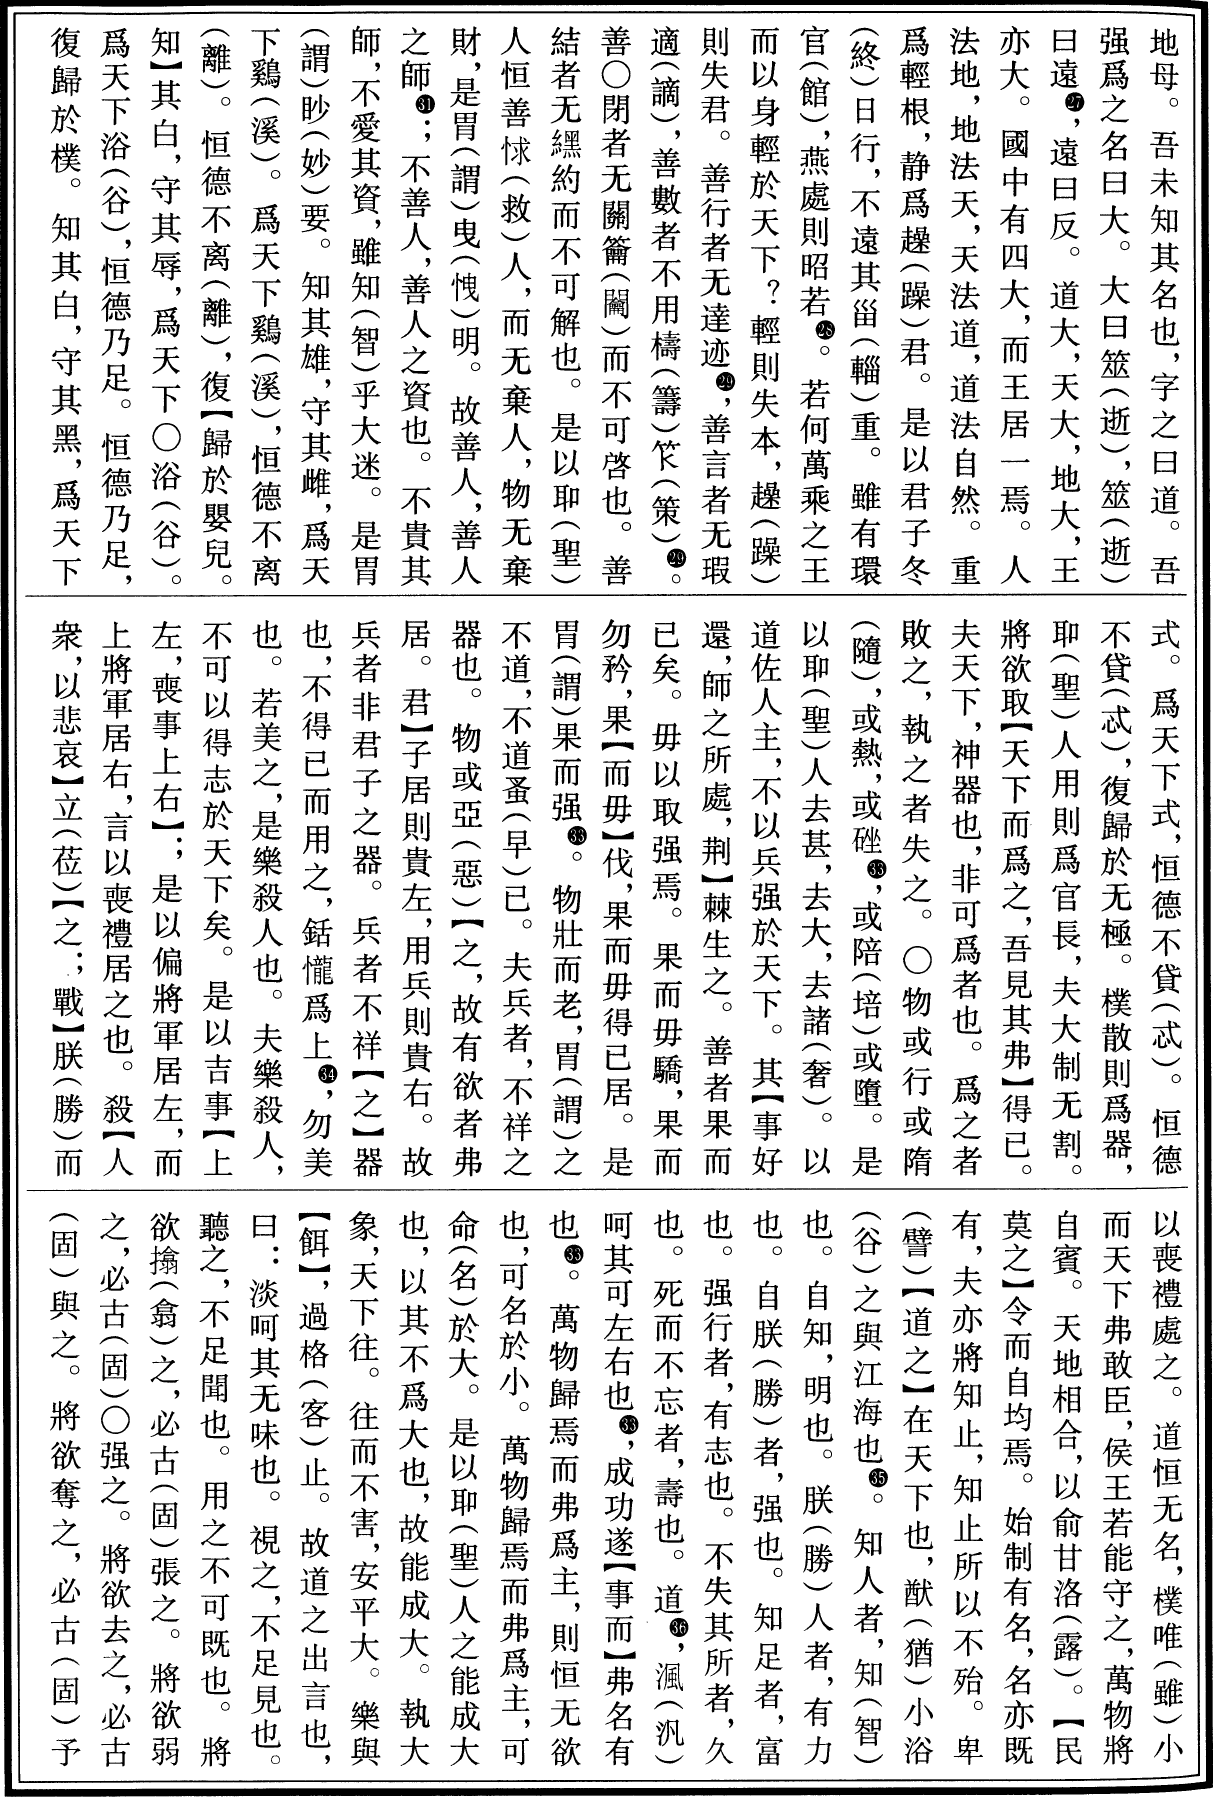 地母。吾未知其名也，字之曰道。吾
强爲之名曰大。大曰筮（逝），筮（逝）
曰遠㉗，遠曰反。道大，天大，地大，王
亦大。國中有四大，而王居一焉。人
法地，地法天，天法道，道法自然。重
爲輕根，静爲趮（躁）君。是以君子冬
（終）日行，不遠其甾（輜）重。雖有環
官（館），燕處則昭若㉘。若何萬乘之王
而以身輕於天下？輕則失本，趮（躁）
則失君。善行者无達迹㉙，善言者无瑕
適（謫），善數者不用檮（籌）䇲（策）㉙。
善〇閉者无關籥（闔）而不可啓也。善
結者无纆約而不可解也。是以耶（聖）
人恒善㤹（救）人，而无棄人，物无棄
財，是胃（謂）曳（愧）明。故善人，善人
之師㉛；不善人，善人之資也。不貴其
師，不愛其資，雖知（智）乎大迷。是胃
（謂）眇（妙）要。知其雄，守其雌，爲天
下鷄（溪）。爲天下鷄（溪），恒德不离
（離）。恒德不离（離），復【歸於嬰兒。
知】其白，守其辱，爲天下〇浴（谷）。
爲天下浴（谷），恒德乃足。恒德乃足，
復歸於樸。知其白，守其黑，爲天下
式。爲天下式，恒德不貸（忒）。恒德
不貸（忒），復歸於无極。樸散則爲器，
耶（聖）人用則爲官長，夫大制无割。
將欲取【天下而爲之，吾見其弗】得已。
夫天下，神器也，非可爲者也。爲之者
敗之，執之者失之。〇物或行或隋
（隨），或熱，或䂳㉝，或陪（培）或墮。是
以耶（聖）人去甚，去大，去諸（奢）。以
道佐人主，不以兵强於天下。其【事好
還，師之所處，荆】棘生之。善者果而
已矣。毋以取强焉。果而毋驕，果而
勿矜，果【而毋】伐，果而毋得已居。是
胃（謂）果而强㉝。物壯而老，胃（謂）之
不道，不道蚤（早）已。夫兵者，不祥之
器也。物或亞（惡）【之，故有欲者弗
居。君】子居則貴左，用兵則貴右。故
兵者非君子之器。兵者不祥【之】器
也，不得已而用之，銛憽爲上㉞，勿美
也。若美之，是樂殺人也。夫樂殺人，
不可以得志於天下矣。是以吉事【上
左，喪事上右】；是以偏將軍居左，而
上將軍居右，言以喪禮居之也。殺【人
衆，以悲哀】立（莅）【之；戰】朕（勝）而
以喪禮處之。道恒无名，樸唯（雖）小
而天下弗敢臣，侯王若能守之，萬物將
自賓。天地相合，以俞甘洛（露）。【民
莫之】令而自均焉。始制有名，名亦既
有，夫亦將知止，知止所以不殆。卑
（譬）【道之】在天下也，猷（猶）小浴
（谷）之與江海也㉟。知人者，知（智）
也。自知，明也。朕（勝）人者，有力
也。自朕（勝）者，强也。知足者，富
也。强行者，有志也。不失其所者，久
也。死而不忘者，壽也。道㊱，渢（汎）
呵其可左右也㉝，成功遂【事而】弗名有
也㉝。萬物歸焉而弗爲主，則恒无欲
也，可名於小。萬物歸焉而弗爲主，可
命（名）於大。是以耶（聖）人之能成大
也，以其不爲大也，故能成大。執大
象，天下往。往而不害，安平大。樂與
【餌】，過格（客）止。故道之出言也，
曰：淡呵其无味也。視之，不足見也。
聽之，不足聞也。用之不可既也。將
欲搚（翕）之，必古（固）張之。將欲弱
之，必古（固）〇强之。將欲去之，必古
（固）與之。將欲奪之，必古（固）予